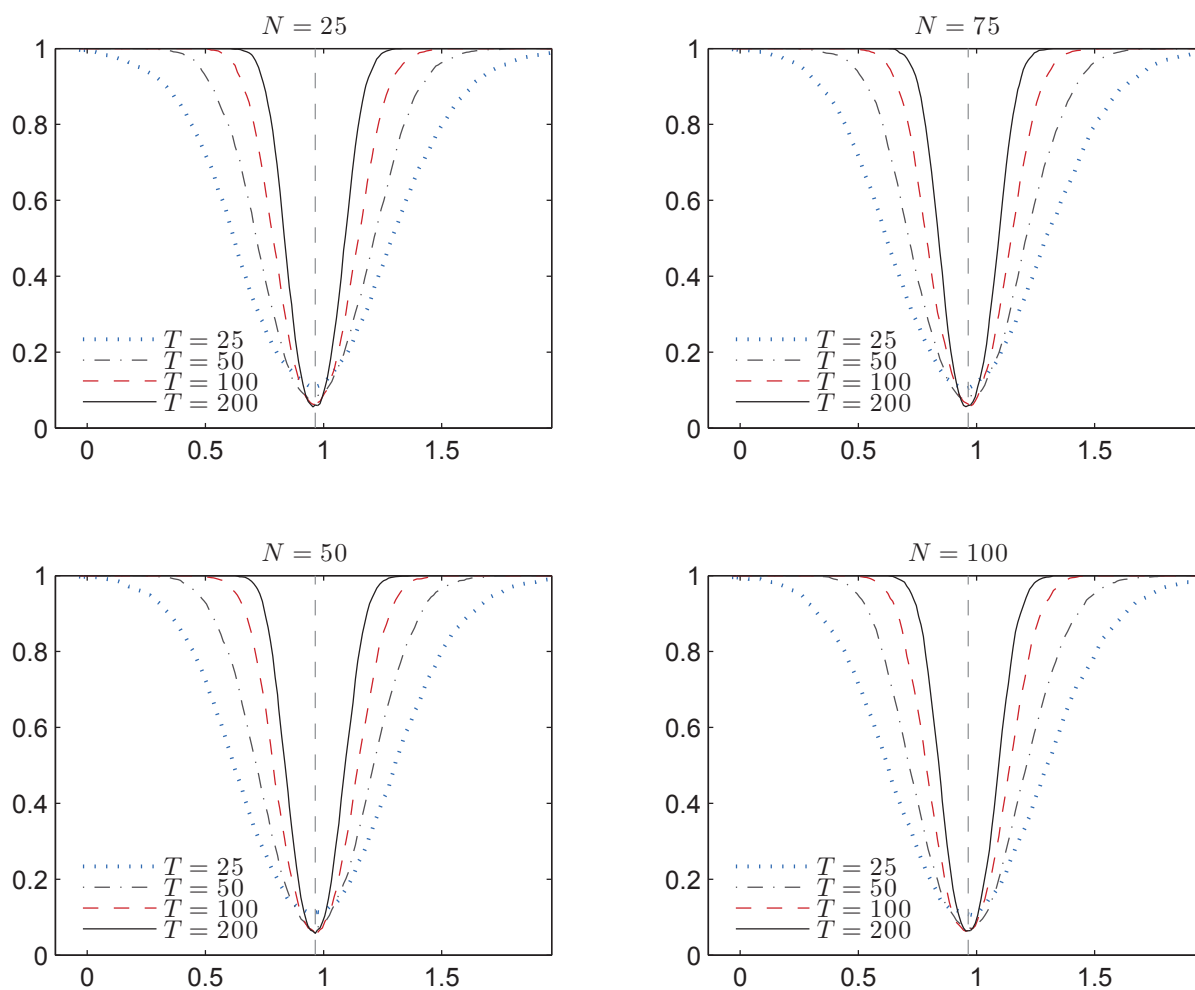 N = 25
1
0.8
0.6
0.4
0.2
0
T = 25
T = 50
T = 100
T = 200
0 0.5 1 1.5
N = 75
1
0.8
0.6
0.4
0.2
0
T = 25
T = 50
T = 100
T = 200
0 0.5 1 1.5
N = 50
1
0.8
0.6
0.4
0.2
0
T = 25
T = 50
T = 100
T = 200
0 0.5 1 1.5
N = 100
1
0.8
0.6
0.4
0.2
0
T = 25
T = 50
T = 100
T = 200
0 0.5 1 1.5